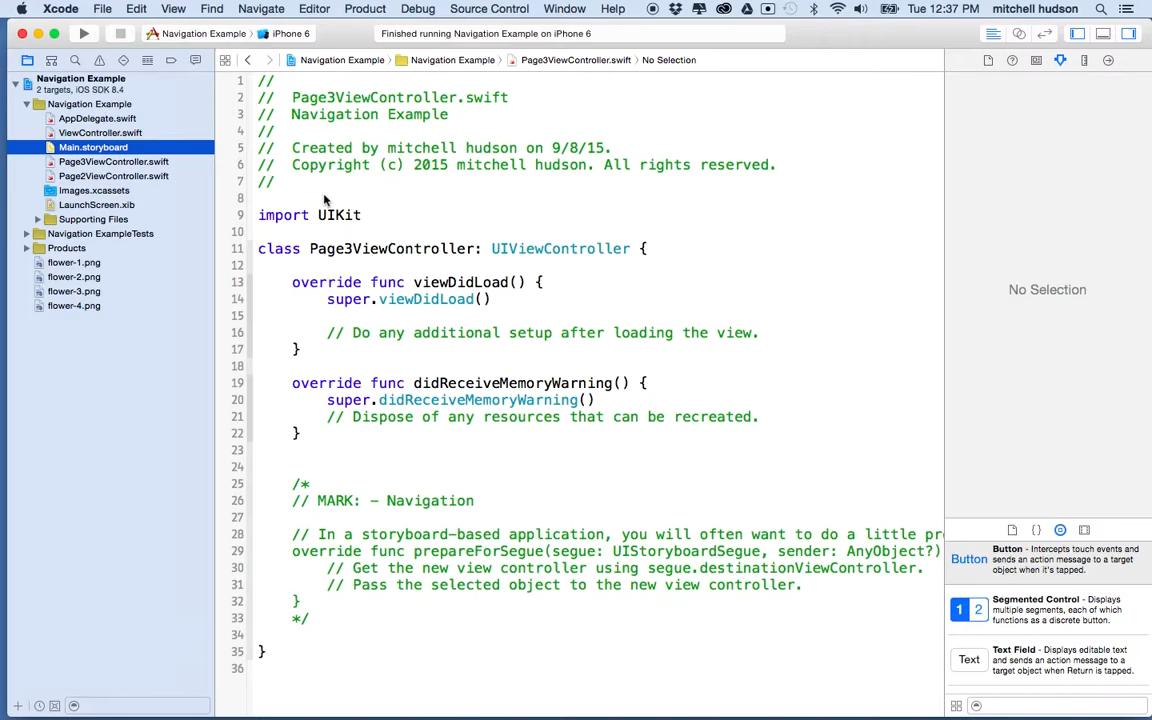 Xcode File Edit View Find Navigate Editor Product Debug Source Control Window Help Tue 12:37 PM mitchell hudson
Navigation Example iPhone 6 Finished running Navigation Example on iPhone 6
Navigation Example Navigation Example Page3ViewController.swift No Selection
Navigation Example
2 targets, iOS SDK 8.4
Navigation Example
AppDelegate.swift
ViewController.swift
Main.storyboard
Page3ViewController.swift
Page2ViewController.swift
Images.xcassets
LaunchScreen.xib
Supporting Files
Navigation ExampleTests
Products
flower-1.png
flower-2.png
flower-3.png
flower-4.png
1 //
2 // Page3ViewController.swift
3 // Navigation Example
4 //
5 // Created by mitchell hudson on 9/8/15.
6 // Copyright (c) 2015 mitchell hudson. All rights reserved.
7 //
8
9 import UIKit
10
11 class Page3ViewController: UIViewController {
12
13 override func viewDidLoad() {
14 super.viewDidLoad()
15
16 // Do any additional setup after loading the view.
17 }
18
19 override func didReceiveMemoryWarning() {
20 super.didReceiveMemoryWarning()
21 // Dispose of any resources that can be recreated.
22 }
23
24
25 /*
26 // MARK: - Navigation
27
28 // In a storyboard-based application, you will often want to do a little pr
29 override func prepareForSegue(segue: UIStoryboardSegue, sender: AnyObject?)
30 // Get the new view controller using segue.destinationViewController.
31 // Pass the selected object to the new view controller.
32 }
33 */
34
35 }
36
No Selection
{ }
Button Button - Intercepts touch events and
sends an action message to a target
object when it's tapped.
1 2 Segmented Control - Displays
multiple segments, each of which
functions as a discrete button.
Text Text Field - Displays editable text
and sends an action message to a
target object when Return is tapped.